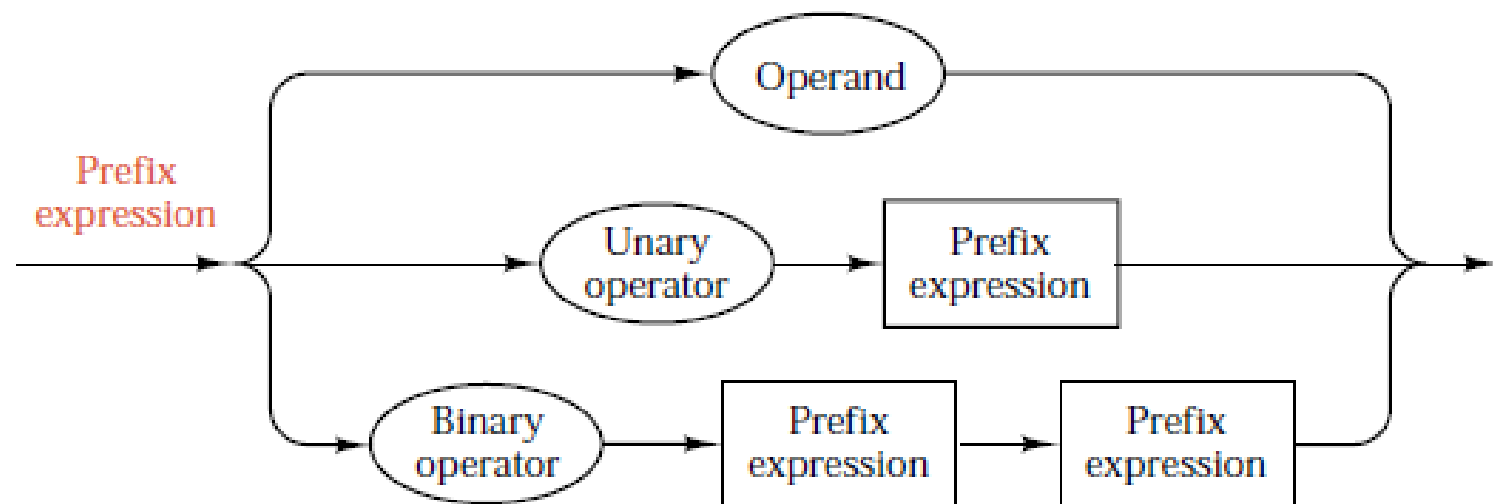 Operand
Prefix
expression
Unary
operator
Prefix
expression
Binary
operator
Prefix
expression
Prefix
expression